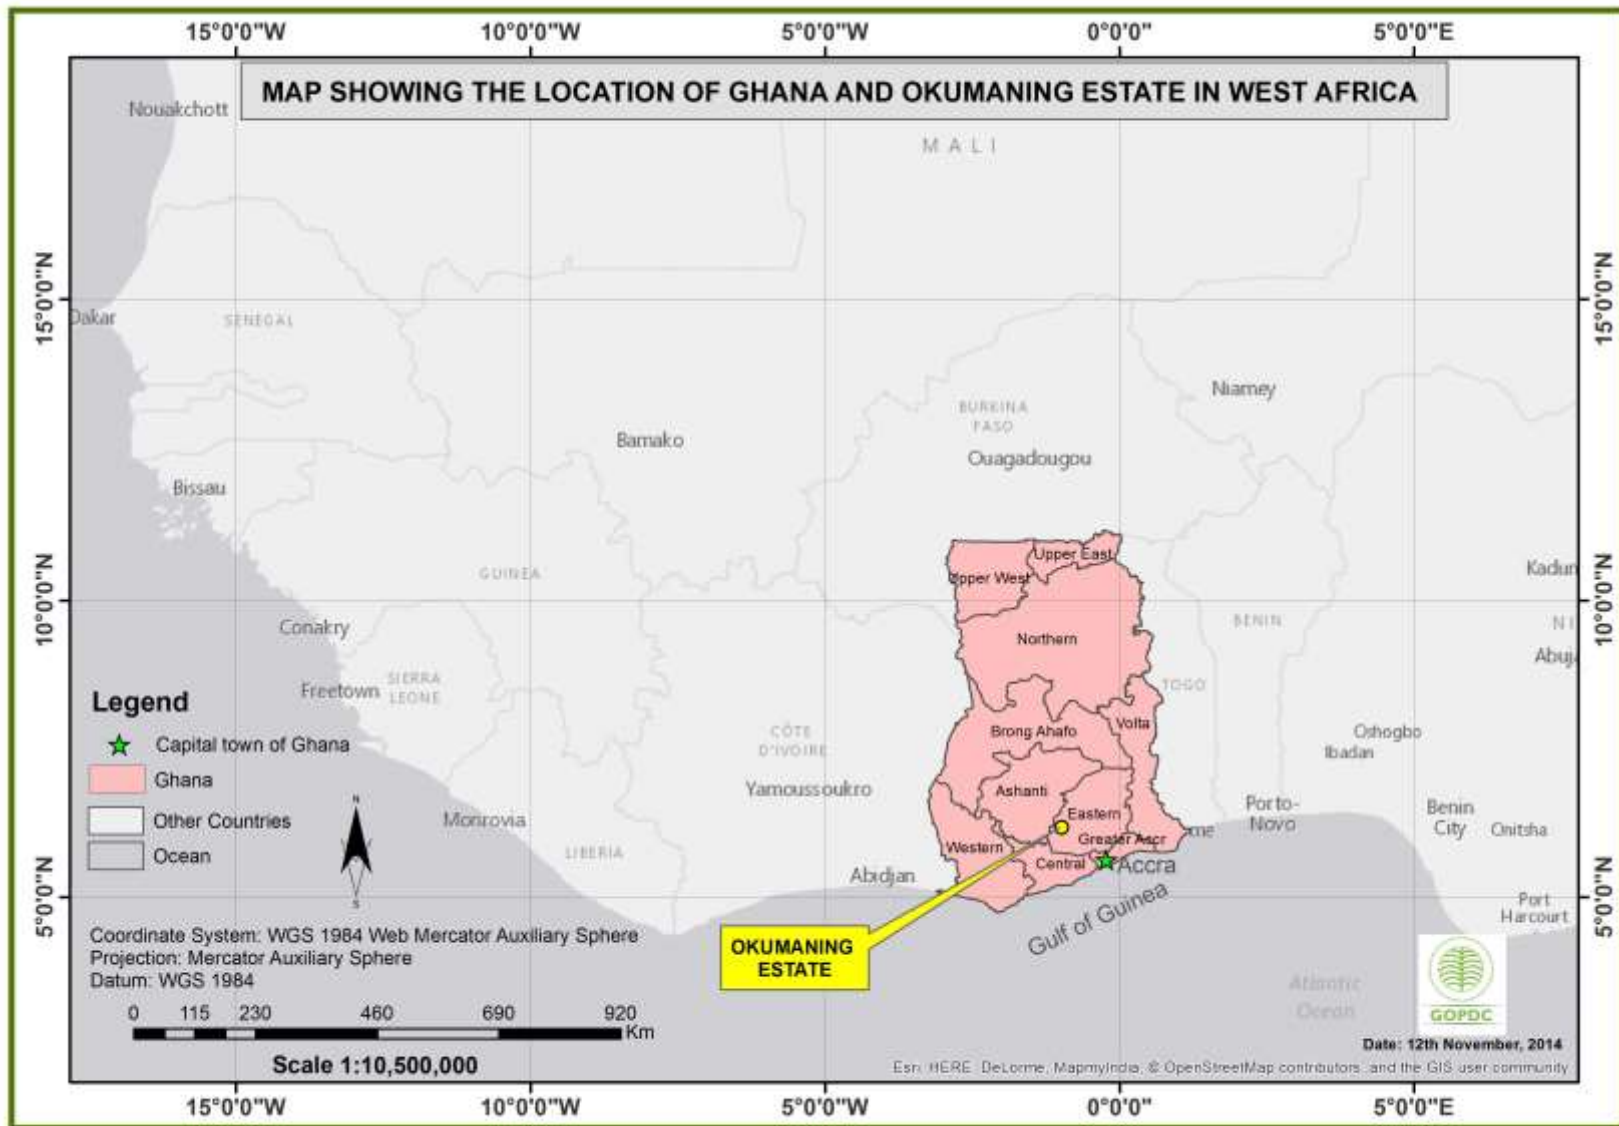 15°0'0"W 10°0'0"W 5°0'0"W 0°0'0" 5°0'0"E
MAP SHOWING THE LOCATION OF GHANA AND OKUMANING ESTATE IN WEST AFRICA
Nouakchott
MALI
15°0'0"N
15°0'0"N
Dakar
SENEGAL
Niamey
BURKINA
FASO
Bamako
Ouagadougou
Bissau
Upper East
Upper West
Kadun
GUINEA
10°0'0"N
10°0'0"N
Conakry
Northern
BENIN
NI
Abuj
Freetown
SIERRA
LEONE
TOGO
Legend
Capital town of Ghana
Ghana
Other Countries
Ocean
N
S
CÔTE
D'IVOIRE
Brong Ahafo
Volta
Oshogbo
Ibadan
Yamoussoukro
Ashanti
Eastern
Porto-
Novo
Benin
City
Onitsha
Monrovia
LIBERIA
Western
Greater Accr
me
Central
Accra
Abidjan
5°0'0"N
5°0'0"N
Gulf of Guinea
Port
Harcourt
OKUMANING
ESTATE
Coordinate System: WGS 1984 Web Mercator Auxiliary Sphere
Projection: Mercator Auxiliary Sphere
Datum: WGS 1984
0 115 230 460 690 920
Km
Scale 1:10,500,000
Atlantic
Ocean
GOPDC
Date: 12th November, 2014
Esri, HERE, DeLorme, MapmyIndia, © OpenStreetMap contributors, and the GIS user community
15°0'0"W 10°0'0"W 5°0'0"W 0°0'0" 5°0'0"E